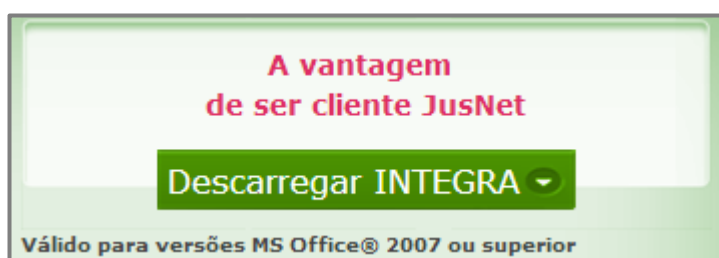 A vantagem
de ser cliente JusNet
Descarregar INTEGRA
Válido para versões MS Office® 2007 ou superior